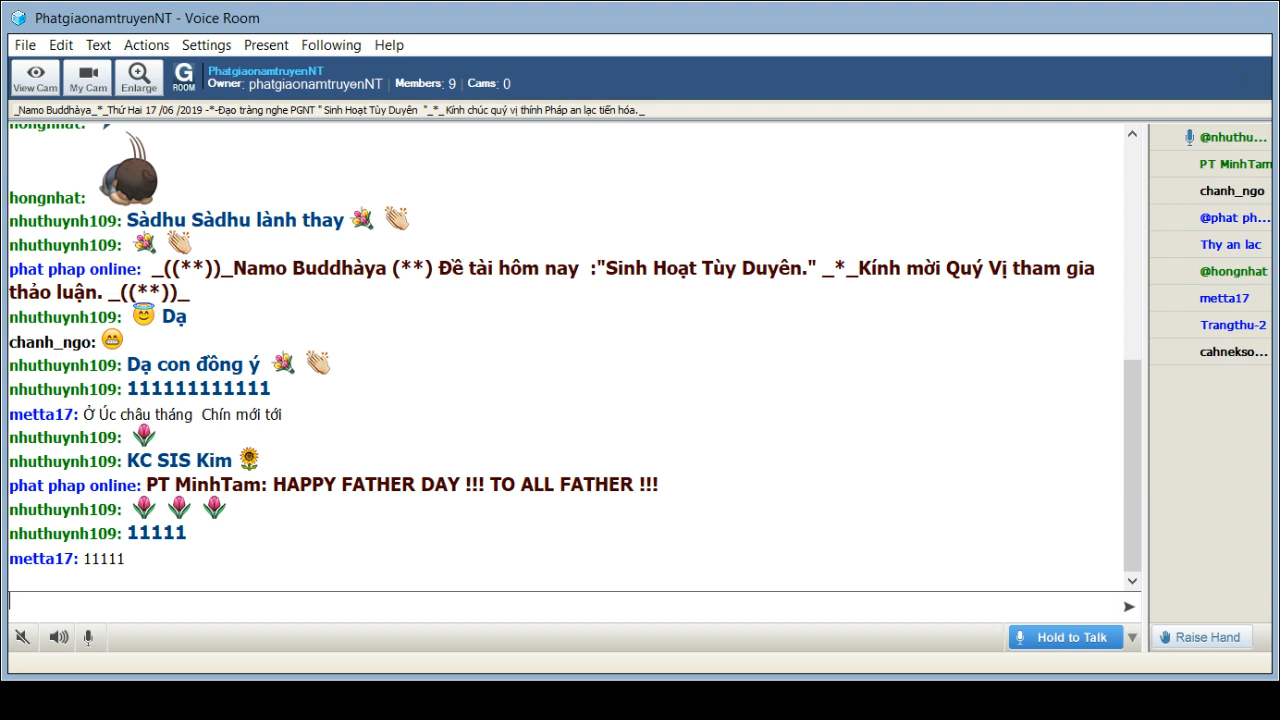 PhatgiaonamtruyenNT - Voice Room
File Edit Text Actions Settings Present Following Help
View Cam My Cam Enlarge G ROOM PhatgiaonamtruyenNT
Owner: phatgiaonamtruyenNT | Members: 9 | Cams: 0
_Namo Buddhàya_*_Thứ Hai 17 /06 /2019 -*-Đạo tràng nghe PGNT " Sinh Hoạt Tùy Duyên "_*_ Kính chúc quý vị thính Pháp an lạc tiến hóa._
hongnhat:
hongnhat:
nhuthuynh109: Sàdhu Sàdhu lành thay
nhuthuynh109:
phat phap online: _((**))_Namo Buddhàya (**) Đề tài hôm nay :"Sinh Hoạt Tùy Duyên." _*_Kính mời Quý Vị tham gia
thảo luận. _((**))_
nhuthuynh109: Dạ
chanh_ngo:
nhuthuynh109: Dạ con đồng ý
nhuthuynh109: 111111111111
metta17: Ở Úc châu tháng Chín mới tới
nhuthuynh109:
nhuthuynh109: KC SIS Kim
phat phap online: PT MinhTam: HAPPY FATHER DAY !!! TO ALL FATHER !!!
nhuthuynh109:
nhuthuynh109: 11111
metta17: 11111
@nhuthu...
PT MinhTam
chanh_ngo
@phat ph...
Thy an lac
@hongnhat
metta17
Trangthu-2
cahnekso...
Hold to Talk
Raise Hand